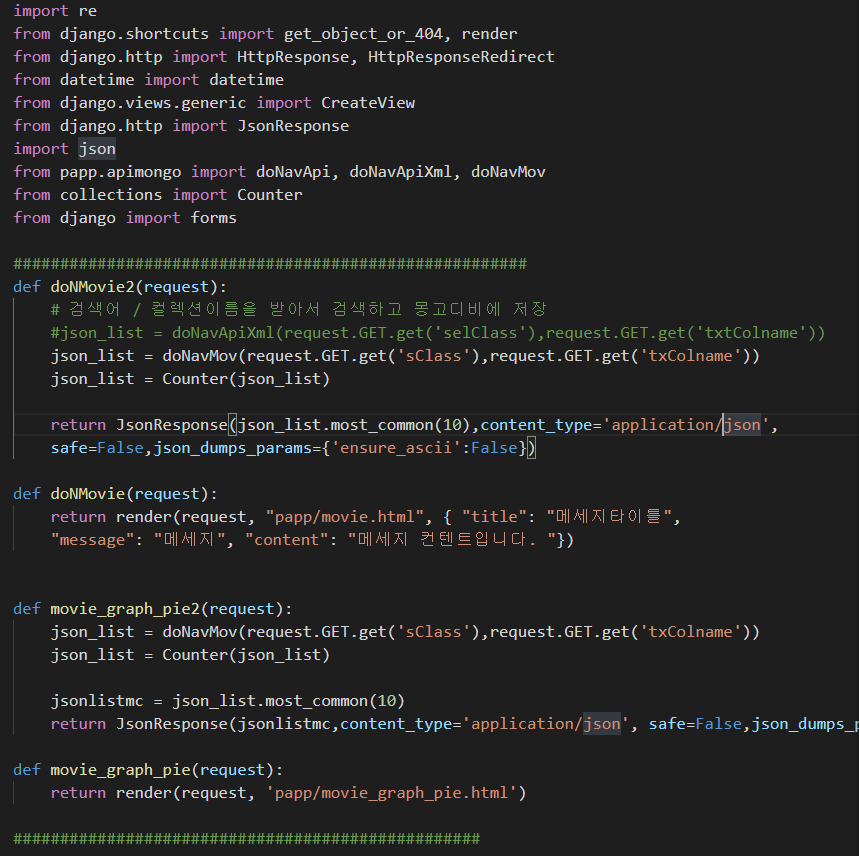 import re
from django.shortcuts import get_object_or_404, render
from django.http import HttpResponse, HttpResponseRedirect
from datetime import datetime
from django.views.generic import CreateView
from django.http import JsonResponse
import json
from papp.apimongo import doNavApi, doNavApiXml, doNavMov
from collections import Counter
from django import forms
#######################################################
def doNMovie2(request):
# 검색어 / 컬렉션이름을 받아서 검색하고 몽고디비에 저장
#json_list = doNavApiXml(request.GET.get('selClass'),request.GET.get('txtColname'))
json_list = doNavMov(request.GET.get('sClass'),request.GET.get('txColname'))
json_list = Counter(json_list)
return JsonResponse(json_list.most_common(10),content_type='application/json',
safe=False,json_dumps_params={'ensure_ascii':False})
def doNMovie(request):
return render(request, "papp/movie.html", { "title": "메세지타이틀",
"message": "메세지", "content": "메세지 컨텐트입니다. "})
def movie_graph_pie2(request):
json_list = doNavMov(request.GET.get('sClass'),request.GET.get('txColname'))
json_list = Counter(json_list)
jsonlistmc = json_list.most_common(10)
return JsonResponse(jsonlistmc,content_type='application/json', safe=False,json_dumps_p
def movie_graph_pie(request):
return render(request, 'papp/movie_graph_pie.html')
##################################################